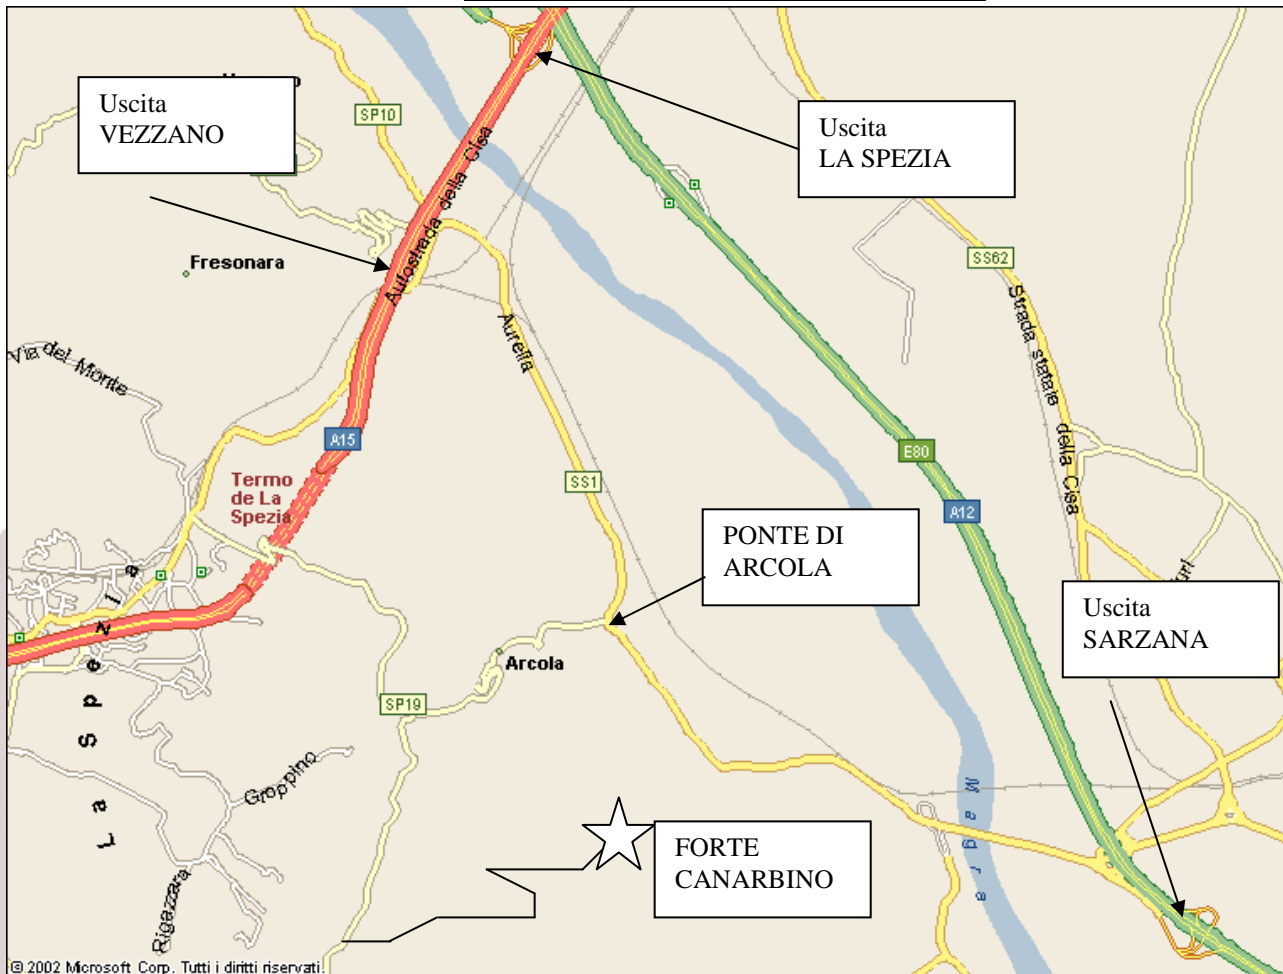 Uscita
VEZZANO
SP10
Uscita
LA SPEZIA
Autostrada della Cisa
Fresonara
SS62
Strada statale della Cisa
Via del Monte
Aurelia
A15
E80
Termo
de La
Spezia
SS1
A12
PONTE DI
ARCOLA
Uscita
SARZANA
Arcola
SP19
La Spezia
Groppino
Magra
FORTE
CANARBINO
Rigazzara
© 2002 Microsoft Corp. Tutti i diritti riservati.